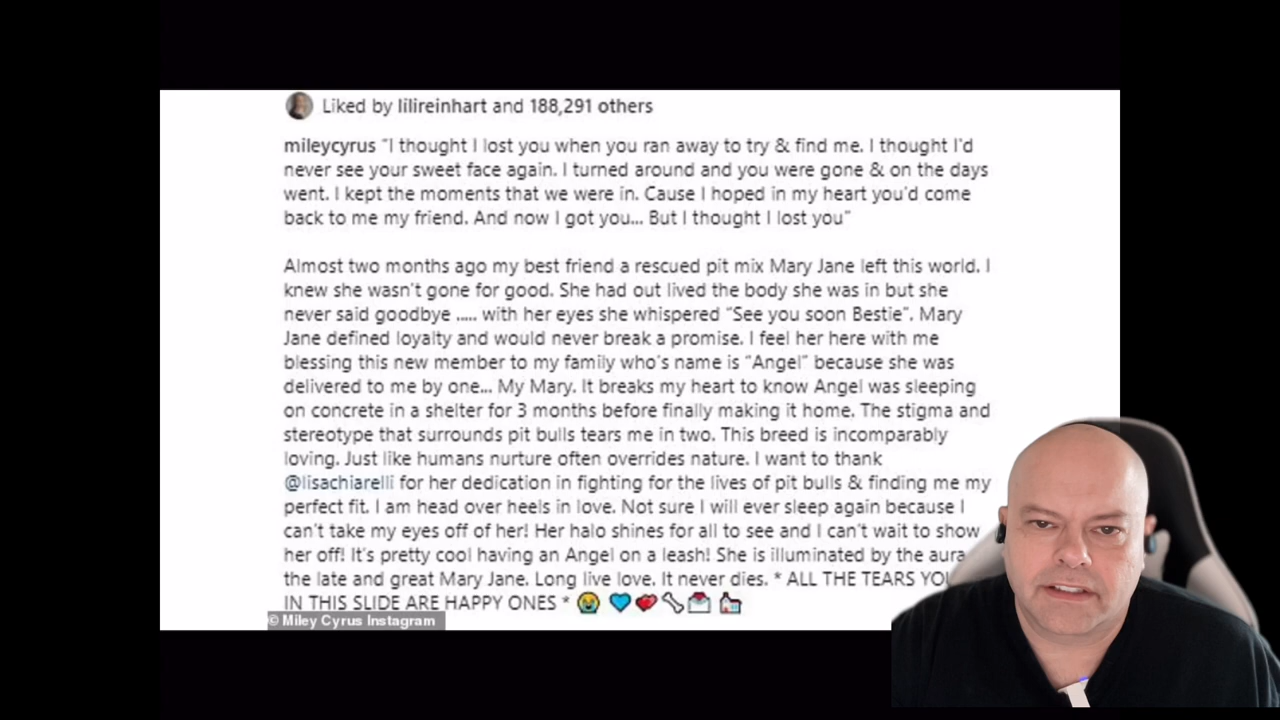 Liked by lilireinhart and 188,291 others
mileycyrus "I thought I lost you when you ran away to try & find me. I thought I'd
never see your sweet face again. I turned around and you were gone & on the days
went. I kept the moments that we were in. Cause I hoped in my heart you'd come
back to me my friend. And now I got you... But I thought I lost you"
Almost two months ago my best friend a rescued pit mix Mary Jane left this world. I
knew she wasn't gone for good. She had out lived the body she was in but she
never said goodbye ..... with her eyes she whispered "See you soon Bestie". Mary
Jane defined loyalty and would never break a promise. I feel her here with me
blessing this new member to my family who's name is "Angel" because she was
delivered to me by one... My Mary. It breaks my heart to know Angel was sleeping
on concrete in a shelter for 3 months before finally making it home. The stigma and
stereotype that surrounds pit bulls tears me in two. This breed is incomparably
loving. Just like humans nurture often overrides nature. I want to thank
@lisachiarelli for her dedication in fighting for the lives of pit bulls & finding me my
perfect fit. I am head over heels in love. Not sure I will ever sleep again because I
can't take my eyes off of her! Her halo shines for all to see and I can't wait to show
her off! It's pretty cool having an Angel on a leash! She is illuminated by the aura
the late and great Mary Jane. Long live love. It never dies. * ALL THE TEARS
IN THIS SLIDE ARE HAPPY ONES * 😭 💙💕🦴💌🏠
© Miley Cyrus Instagram